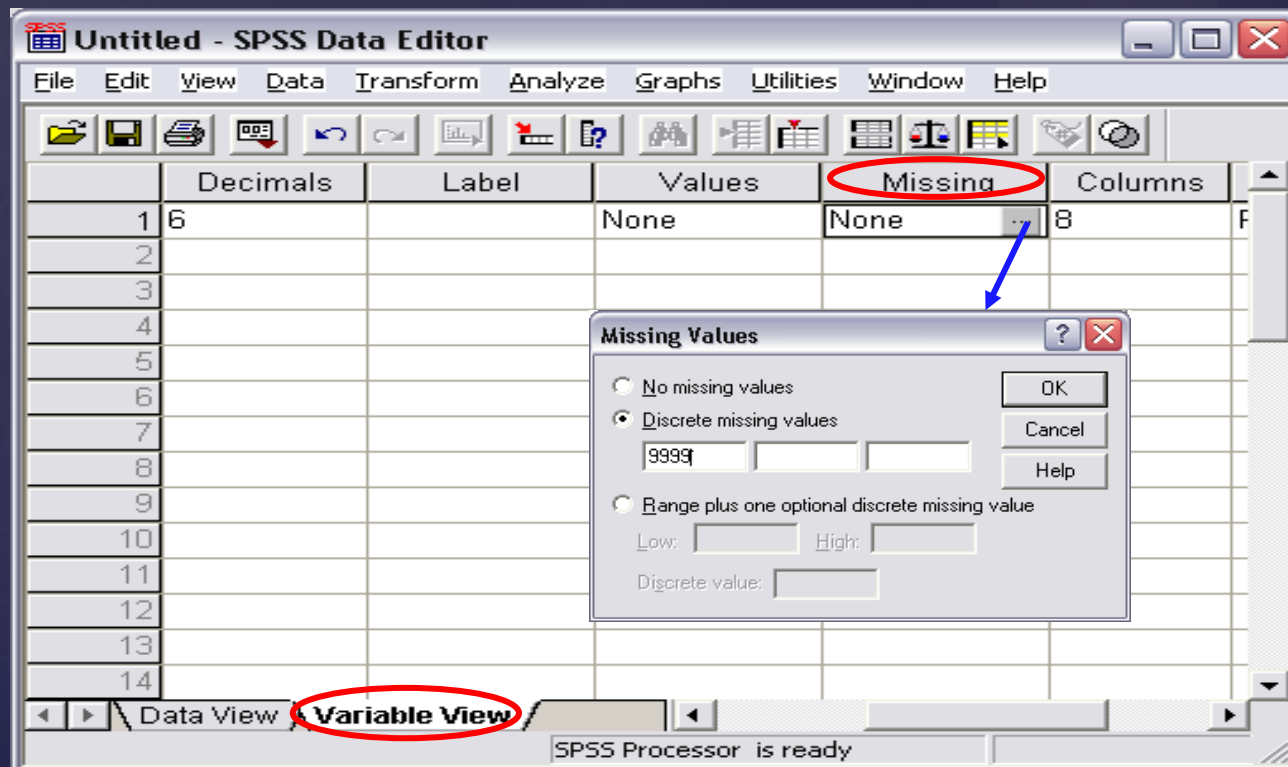 SPSS
Untitled - SPSS Data Editor
File Edit View Data Transform Analyze Graphs Utilities Window Help
Decimals Label Values Missing Columns
1 6 None None ... 8
2
3
4
5
6
7
8
9
10
11
12
13
14
Missing Values ?
No missing values OK
Discrete missing values Cancel
9999 Help
Range plus one optional discrete missing value
Low: High:
Discrete value:
Data View Variable View
SPSS Processor is ready